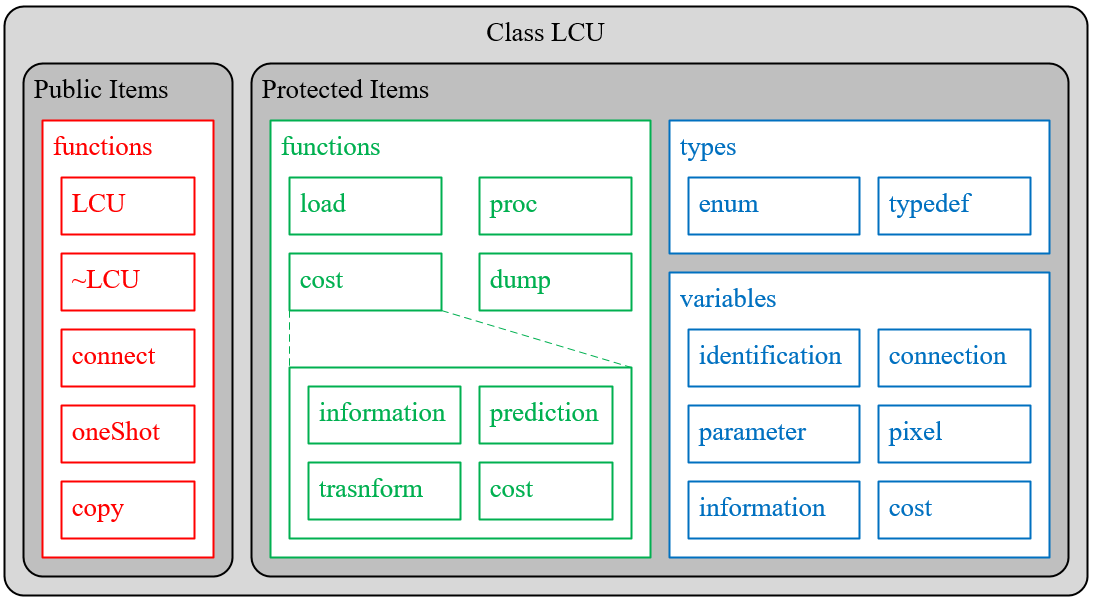 Class LCU
Public Items
functions
LCU
~LCU
connect
oneShot
copy
Protected Items
functions
load
proc
cost
dump
information
prediction
trasnform
cost
types
enum
typedef
variables
identification
connection
parameter
pixel
information
cost